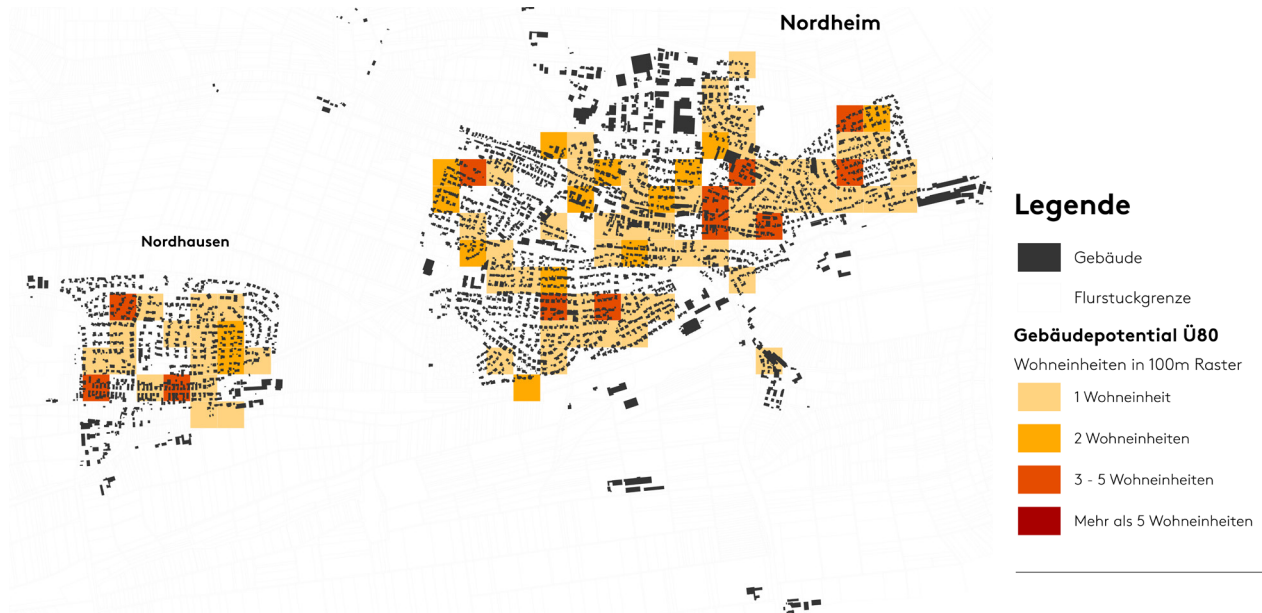 Nordheim
Nordhausen
Legende
Gebäude
Flurstuckgrenze
Gebäudepotential Ü80
Wohneinheiten in 100m Raster
1 Wohneinheit
2 Wohneinheiten
3 - 5 Wohneinheiten
Mehr als 5 Wohneinheiten